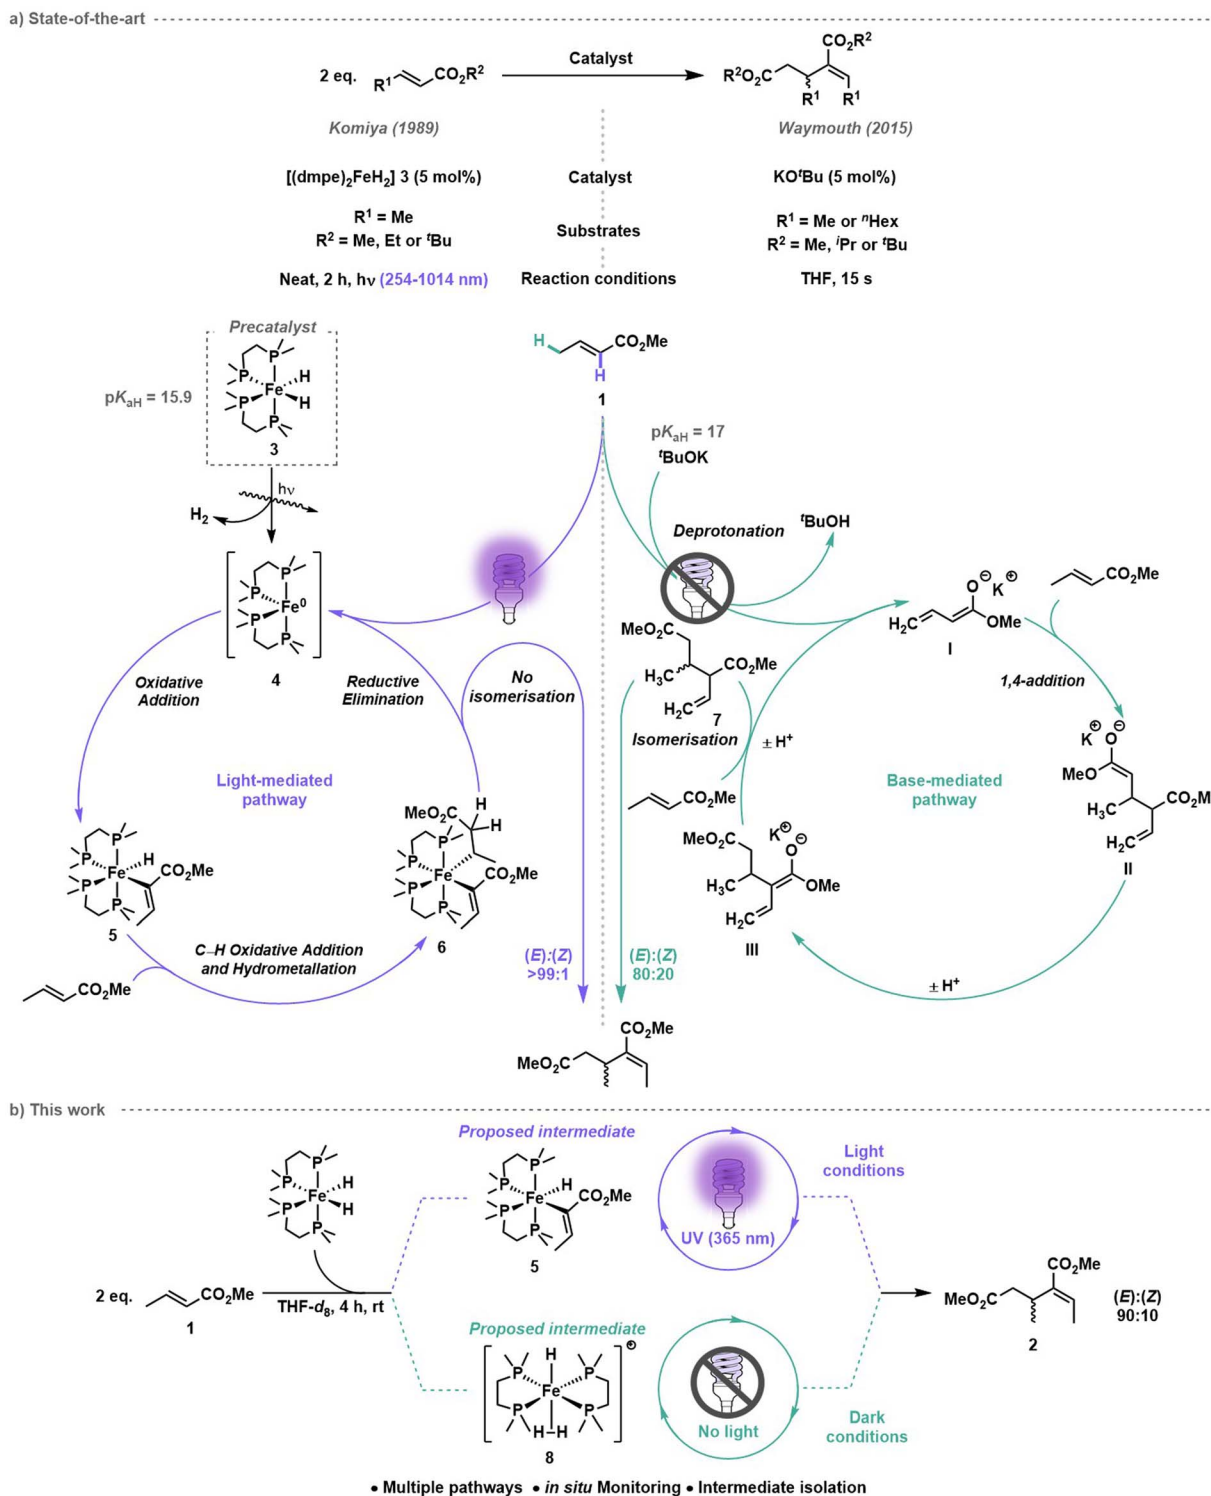 a) State-of-the-art
2 eq.
R1
CO2R2
Catalyst
CO2R2
R2O2C
R1
R1
Komiya (1989)
Waymouth (2015)
[(dmpe)2FeH2] 3 (5 mol%)
Catalyst
KOtBu (5 mol%)
R1 = Me
R2 = Me, Et or tBu
Substrates
R1 = Me or nHex
R2 = Me, iPr or tBu
Neat, 2 h, hν (254-1014 nm)
Reaction conditions
THF, 15 s
Precatalyst
P
P
Fe
H
H
P
P
3
pKaH = 15.9
H
CO2Me
H
1
pKaH = 17
tBuOK
hν
H2
Deprotonation
tBuOH
P
P
Fe0
P
P
4
O⊖ K⊕
H2C
OMe
I
CO2Me
Oxidative
Addition
Reductive
Elimination
No
isomerisation
MeO2C
CO2Me
H3C
H2C
7
Isomerisation
± H+
1,4-addition
K⊕ O⊖
MeO
H3C
CO2M
H2C
II
Light-mediated
pathway
Base-mediated
pathway
CO2Me
P
P
Fe
H
CO2Me
P
P
5
MeO2C
H
H
P
P
Fe
CO2Me
P
P
6
MeO2C
K⊕
O⊖
H3C
OMe
H2C
III
C–H Oxidative Addition
and Hydrometallation
CO2Me
(E):(Z)
>99:1
(E):(Z)
80:20
± H+
CO2Me
MeO2C
b) This work
Proposed intermediate
P
P
Fe
H
H
P
P
P
P
Fe
H
CO2Me
P
P
5
UV (365 nm)
Light
conditions
2 eq.
CO2Me
1
THF-d8, 4 h, rt
CO2Me
MeO2C
2
(E):(Z)
90:10
Proposed intermediate
⊕
H
P
P
Fe
P
P
H–H
8
No light
Dark
conditions
• Multiple pathways • in situ Monitoring • Intermediate isolation